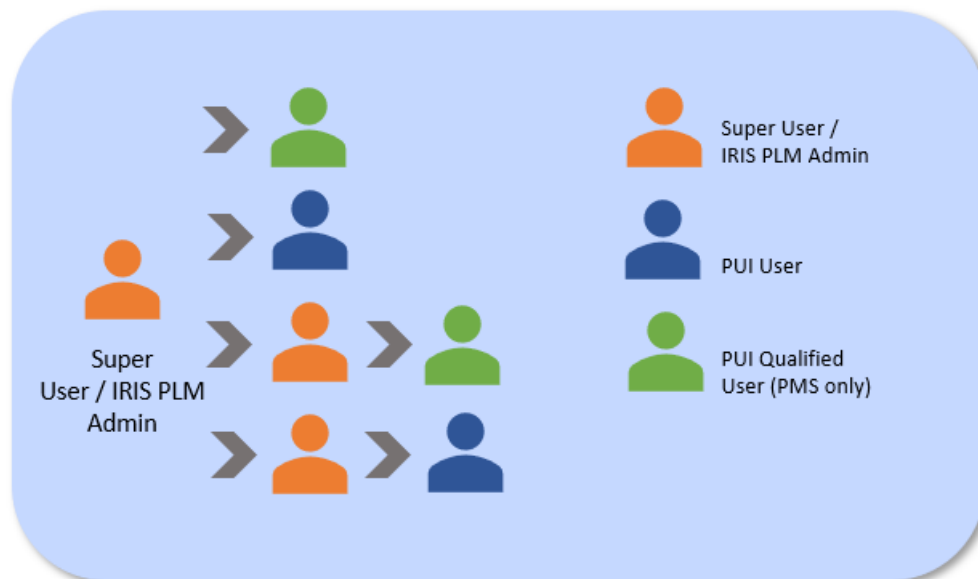 Super
User / IRIS PLM
Admin
Super User /
IRIS PLM Admin
PUI User
PUI Qualified
User (PMS only)